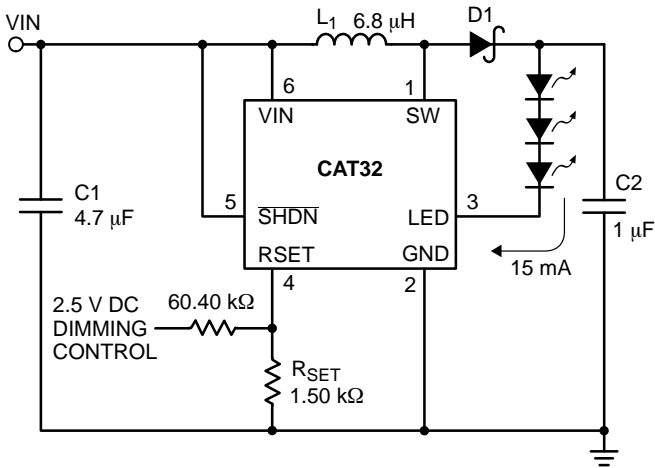 VIN
L1 6.8 μH
D1
6
1
VIN
SW
CAT32
C1
4.7 μF
5
SHDN
LED
3
C2
1 μF
RSET
GND
15 mA
4
2
2.5 V DC
DIMMING
CONTROL
60.40 kΩ
RSET
1.50 kΩ